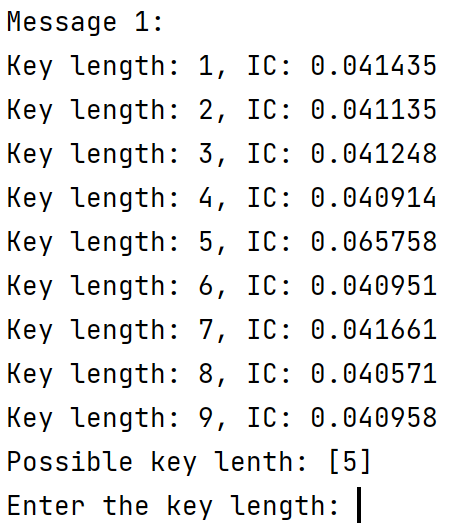 Message 1:
Key length: 1, IC: 0.041435
Key length: 2, IC: 0.041135
Key length: 3, IC: 0.041248
Key length: 4, IC: 0.040914
Key length: 5, IC: 0.065758
Key length: 6, IC: 0.040951
Key length: 7, IC: 0.041661
Key length: 8, IC: 0.040571
Key length: 9, IC: 0.040958
Possible key lenth: [5]
Enter the key length: